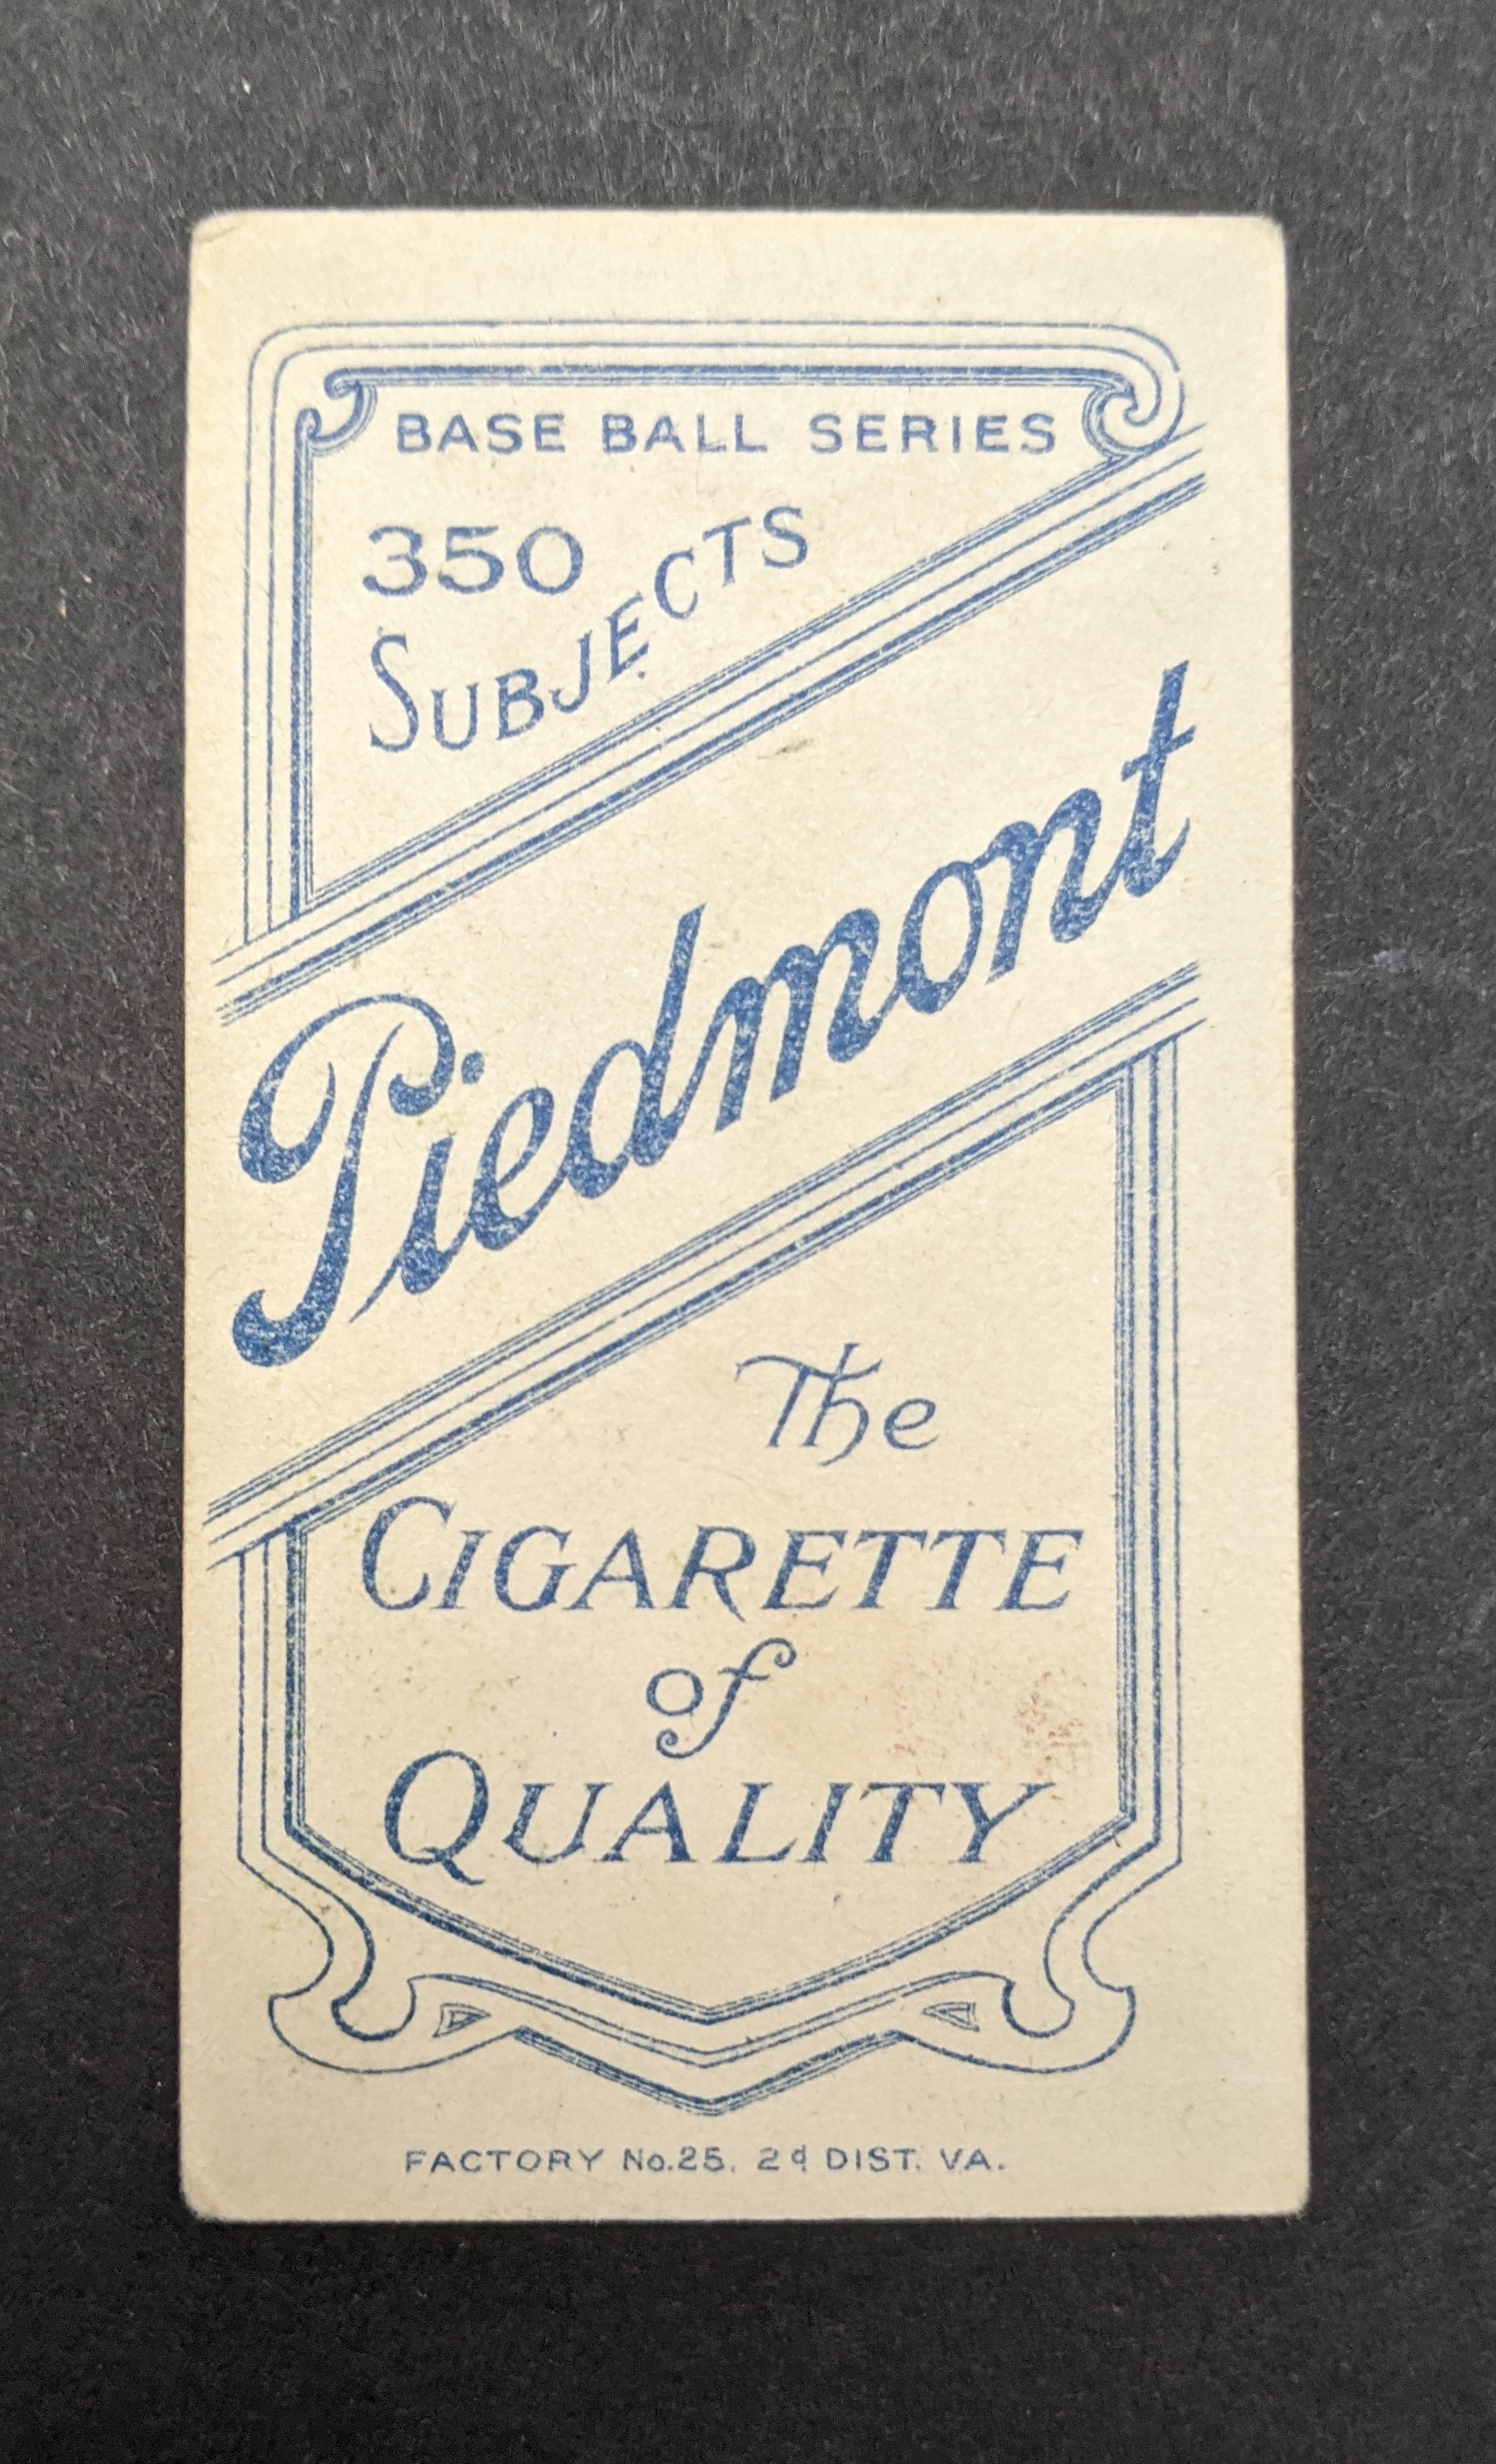 BASE BALL SERIES
350
SUBJECTS
Piedmont
The
CIGARETTE
of
QUALITY
FACTORY No. 25. 2d DIST. VA.